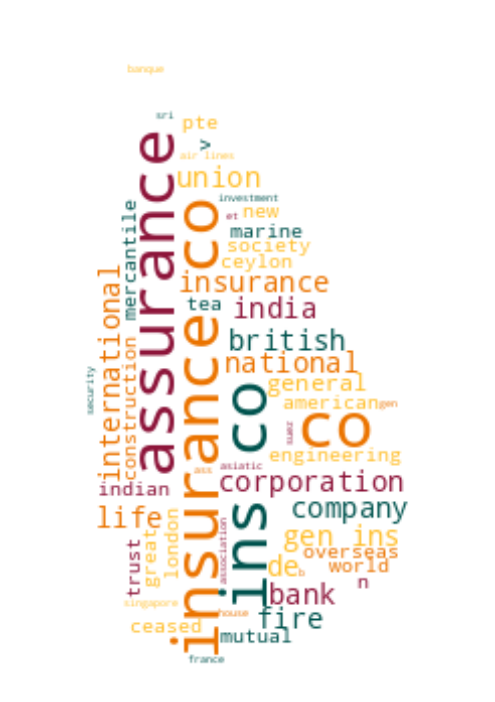 banque
sri
pte
>
air lines
assurance
union
investment
mercantile
insurance co
et
new
marine
society
ceylon
international
insurance
tea
india
british
construction
national
security
general
ins co
american
gen
co
suez
engineering
ass
asiatic
corporation
indian
company
life
london
great
association
gen ins
overseas
trust
de
b
world
n
bank
singapore
house
fire
ceased
mutual
france